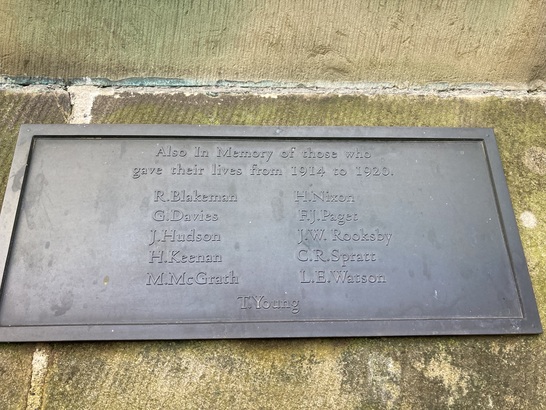 Also In Memory of those who
gave their lives from 1914 to 1920.
R.Blakeman H.Nixon
G.Davies F.J.Paget
J.Hudson J.W. Rooksby
H.Keenan C.R.Spratt
M.McGrath L.E.Watson
T.Young